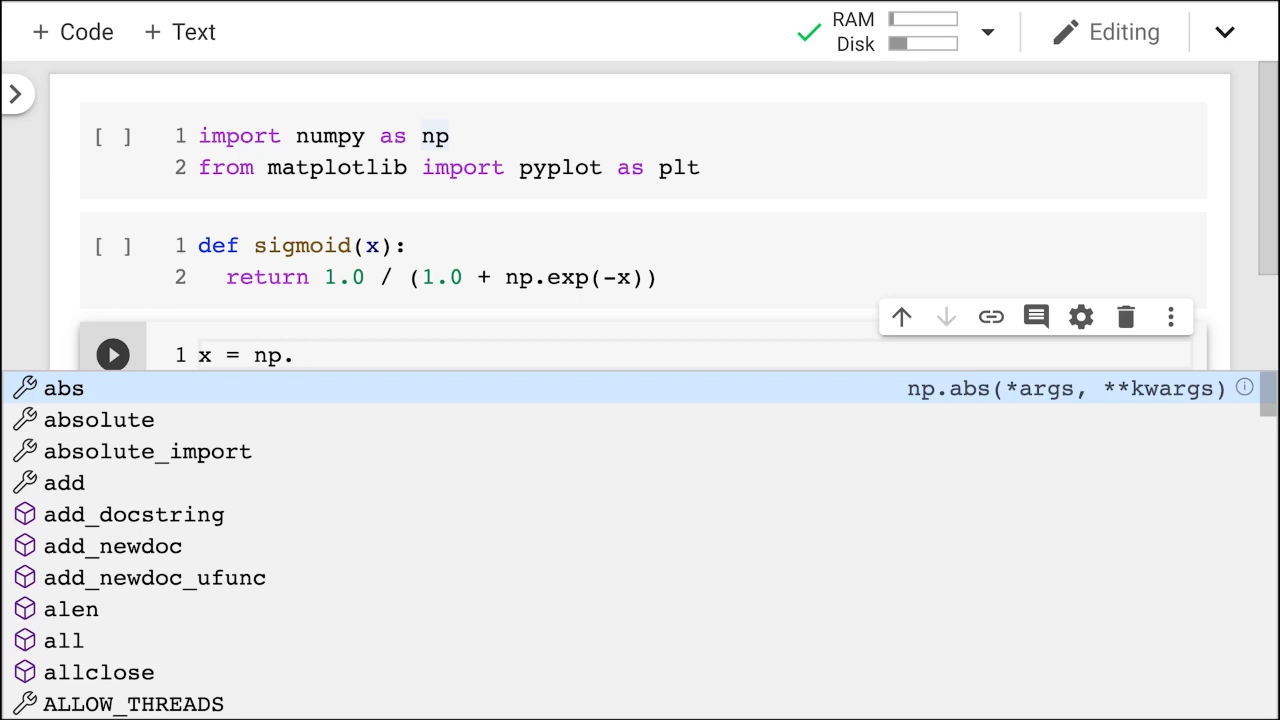 + Code + Text
RAM
Disk
Editing
[ ] 1 import numpy as np
2 from matplotlib import pyplot as plt
[ ] 1 def sigmoid(x):
2 return 1.0 / (1.0 + np.exp(-x))
1 x = np.
abs np.abs(*args, **kwargs)
absolute
absolute_import
add
add_docstring
add_newdoc
add_newdoc_ufunc
alen
all
allclose
ALLOW_THREADS